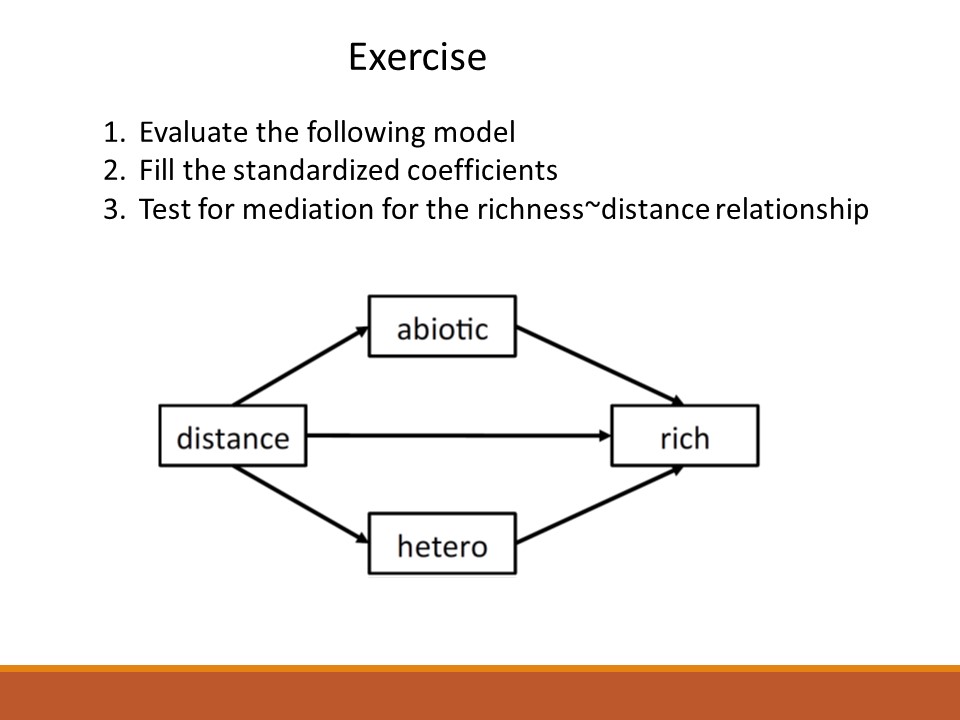 Exercise
1. Evaluate the following model
2. Fill the standardized coefficients
3. Test for mediation for the richness~distance relationship
abiotic
distance
rich
hetero